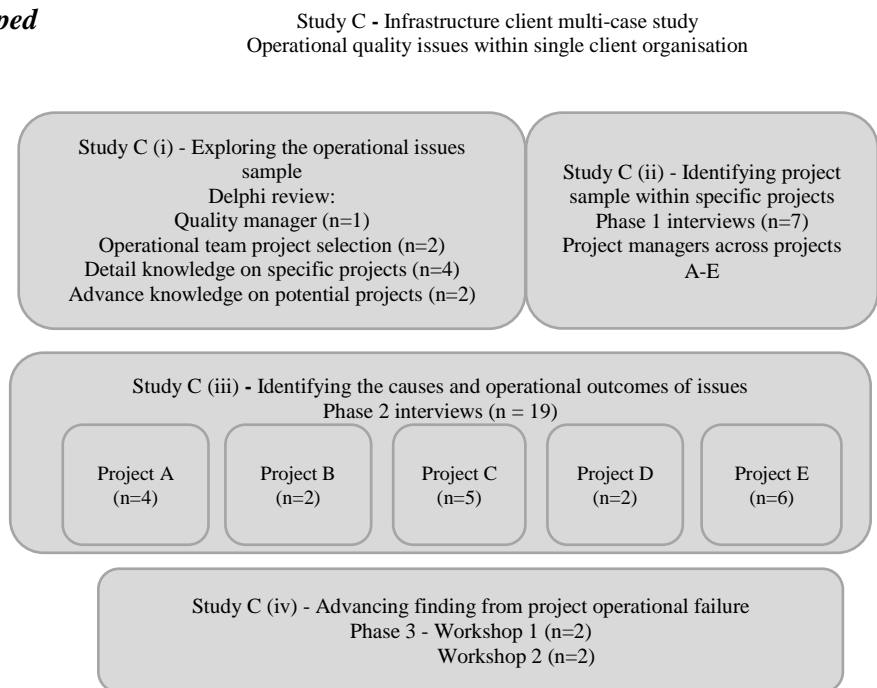 Study C - Infrastructure client multi-case study
Operational quality issues within single client organisation
Study C (i) - Exploring the operational issues
sample
Delphi review:
Quality manager (n=1)
Operational team project selection (n=2)
Detail knowledge on specific projects (n=4)
Advance knowledge on potential projects (n=2)
Study C (ii) - Identifying project
sample within specific projects
Phase 1 interviews (n=7)
Project managers across projects
A-E
Study C (iii) - Identifying the causes and operational outcomes of issues
Phase 2 interviews (n = 19)
Project A
(n=4)
Project B
(n=2)
Project C
(n=5)
Project D
(n=2)
Project E
(n=6)
Study C (iv) - Advancing finding from project operational failure
Phase 3 - Workshop 1 (n=2)
Workshop 2 (n=2)